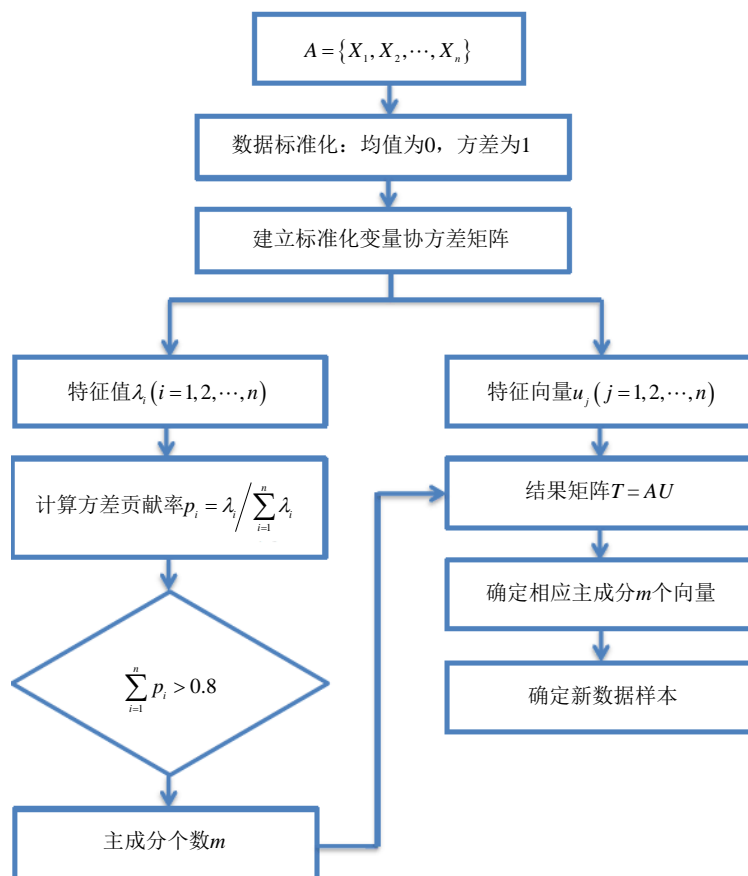 A = {X₁, X₂, ⋯, Xₙ}
数据标准化：均值为0，方差为1
建立标准化变量协方差矩阵
特征值λᵢ(i = 1, 2, ⋯, n)
特征向量uⱼ(j = 1, 2, ⋯, n)
计算方差贡献率pᵢ = λᵢ/∑ⁿᵢ₌₁ λᵢ
结果矩阵T = AU
确定相应主成分m个向量
∑ⁿᵢ₌₁ pᵢ > 0.8
确定新数据样本
主成分个数m